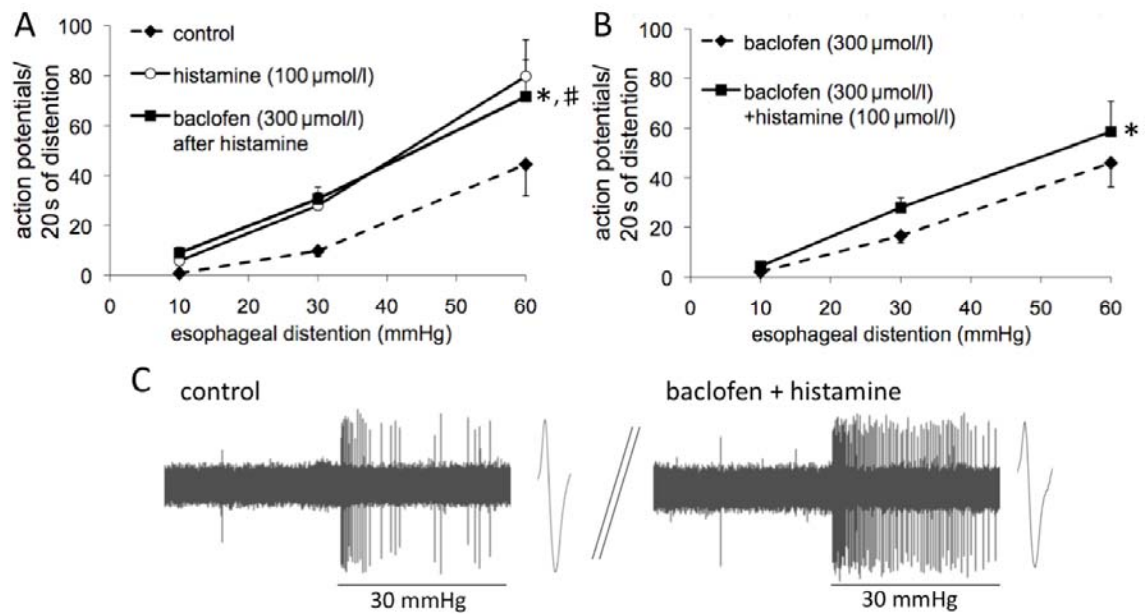 A
100
80
60
40
20
0
action potentials/
20 s of distention
control
histamine (100 µmol/l)
baclofen (300 µmol/l)
after histamine
*, #
0 10 20 30 40 50 60
esophageal distention (mmHg)
B
100
80
60
40
20
0
action potentials/
20 s of distention
baclofen (300 µmol/l)
baclofen (300 µmol/l)
+histamine (100 µmol/l)
*
0 10 20 30 40 50 60
esophageal distention (mmHg)
C
control
baclofen + histamine
30 mmHg
30 mmHg